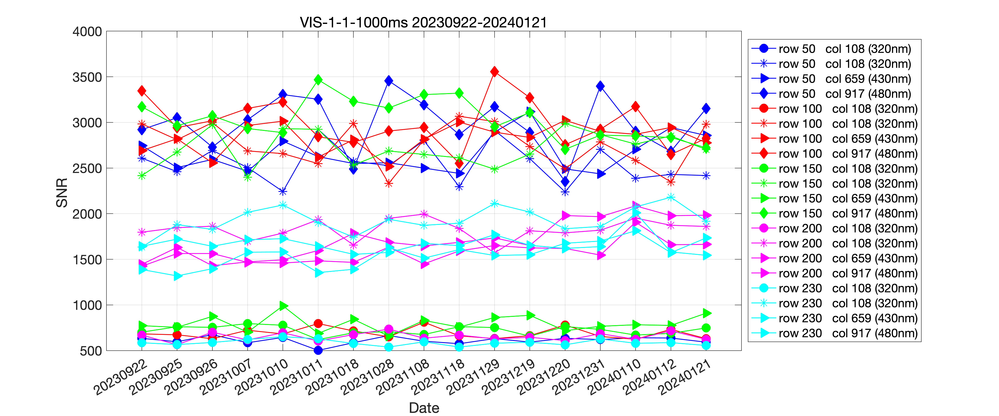 VIS-1-1-1000ms 20230922-20240121
4000
3500
3000
2500
2000
1500
1000
500
SNR
20230922
20230925
20230926
20231007
20231010
20231011
20231018
20231028
20231108
20231118
20231129
20231219
20231220
20231231
20240110
20240112
20240121
Date
row 50 col 108 (320nm)
row 50 col 108 (320nm)
row 50 col 659 (430nm)
row 50 col 917 (480nm)
row 100 col 108 (320nm)
row 100 col 108 (320nm)
row 100 col 659 (430nm)
row 100 col 917 (480nm)
row 150 col 108 (320nm)
row 150 col 108 (320nm)
row 150 col 659 (430nm)
row 150 col 917 (480nm)
row 200 col 108 (320nm)
row 200 col 108 (320nm)
row 200 col 659 (430nm)
row 200 col 917 (480nm)
row 230 col 108 (320nm)
row 230 col 108 (320nm)
row 230 col 659 (430nm)
row 230 col 917 (480nm)